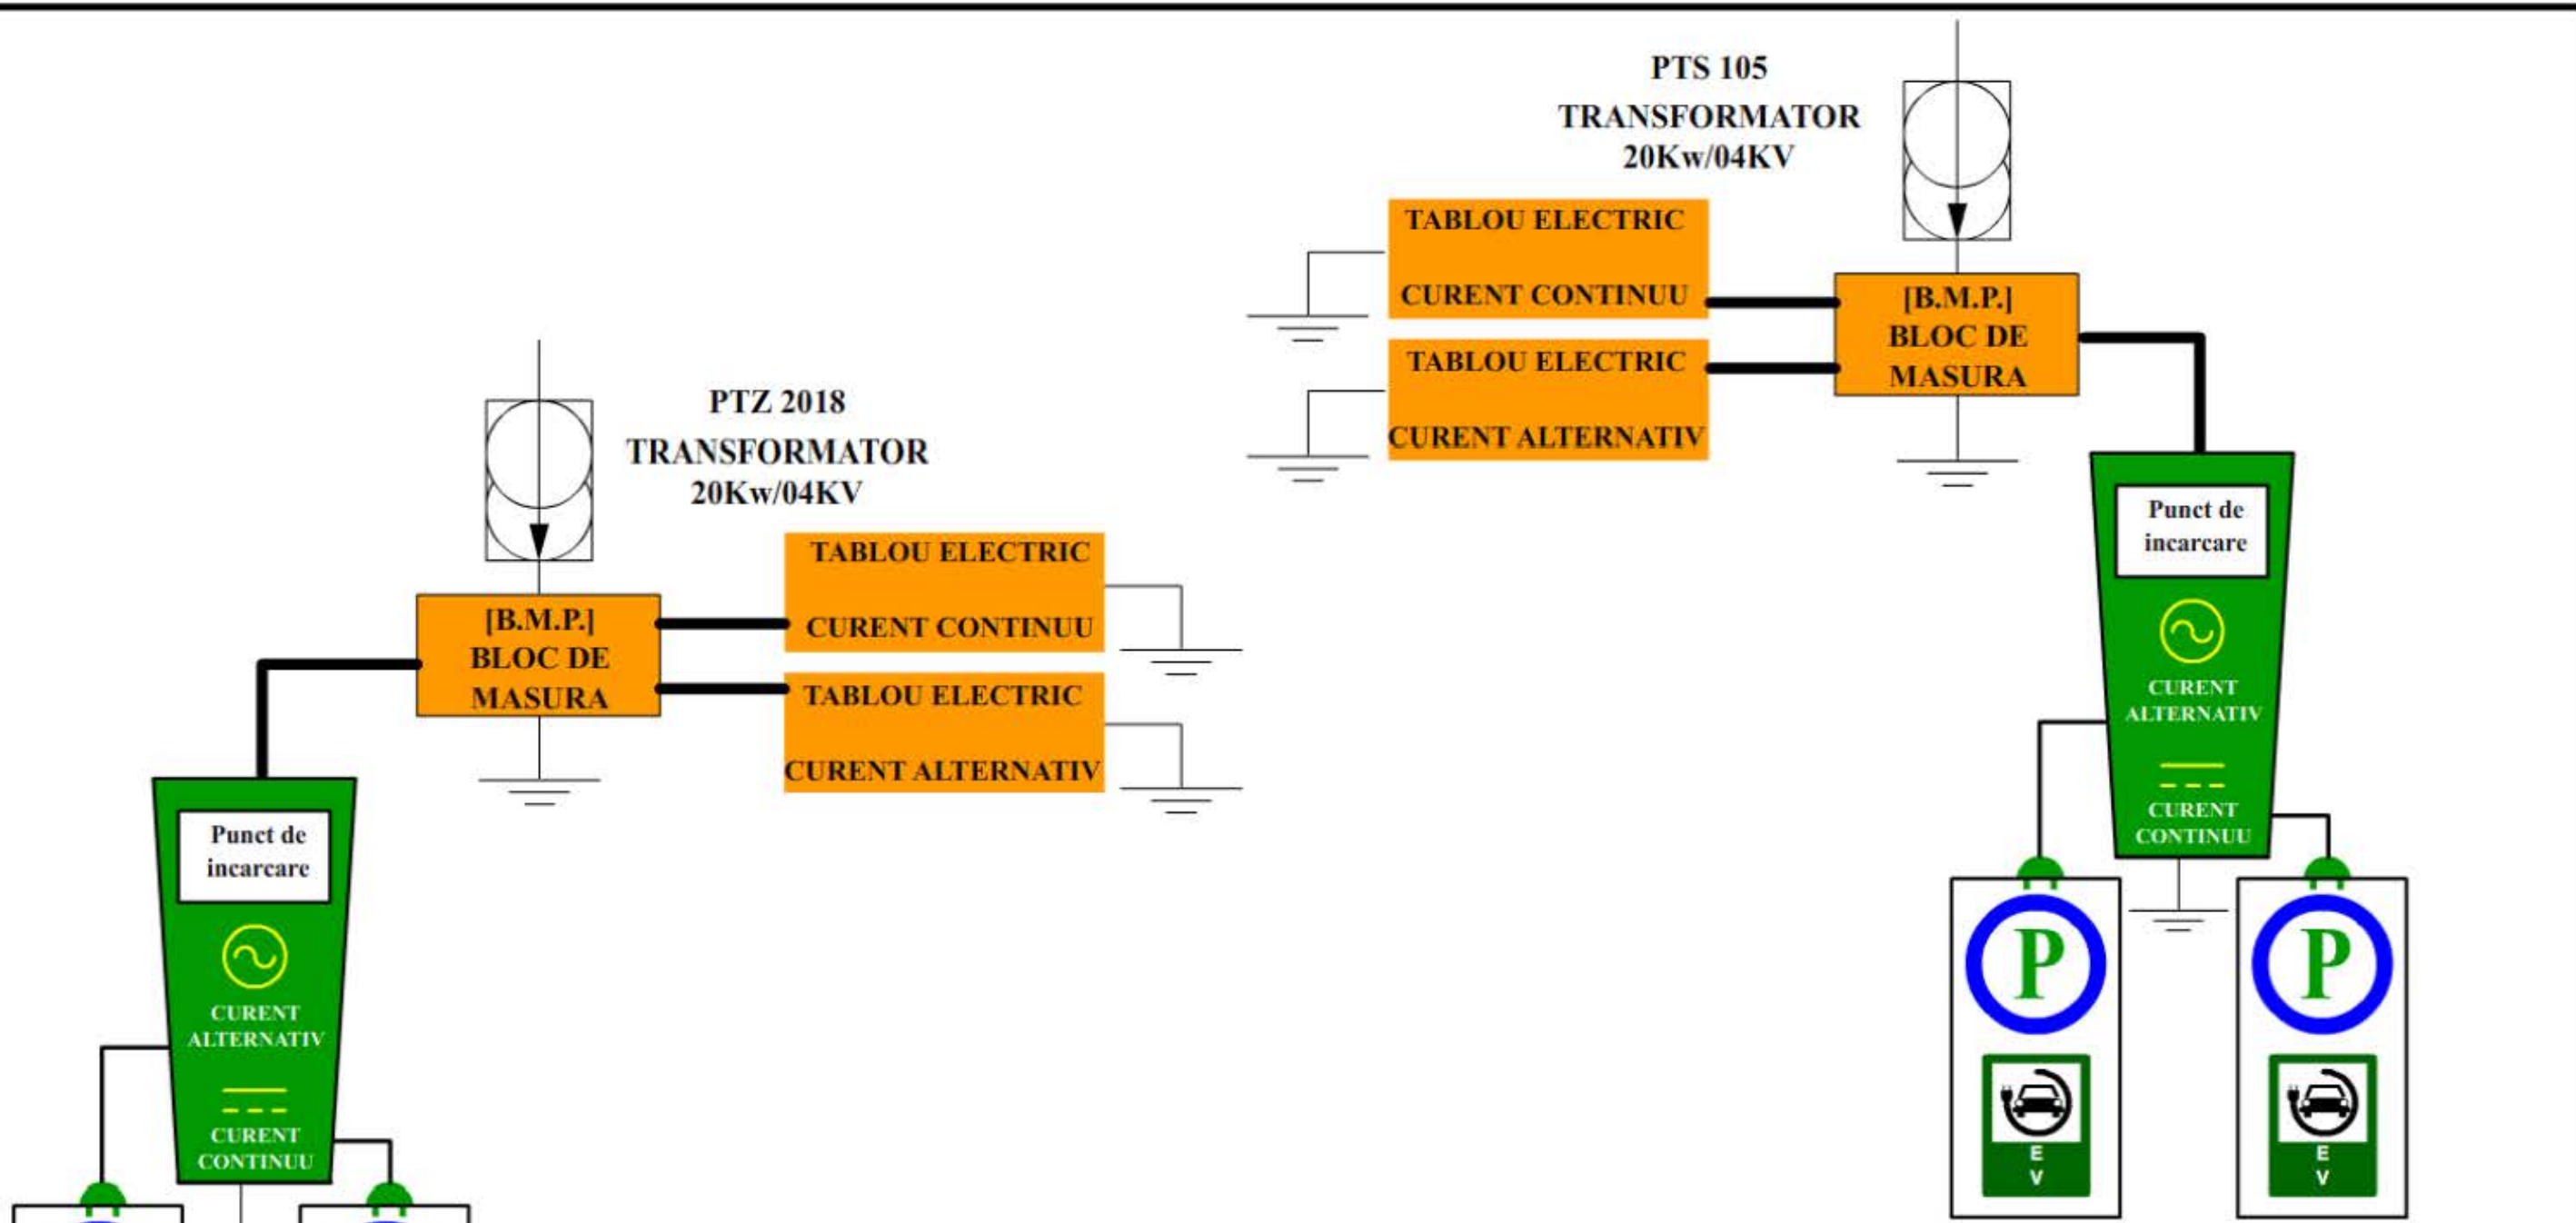 PTS 105
TRANSFORMATOR
20Kw/04KV
TABLOU ELECTRIC
CURENT CONTINUU
TABLOU ELECTRIC
CURENT ALTERNATIV
[B.M.P.]
BLOC DE
MASURA
Punct de
incarcare
CURENT
ALTERNATIV
CURENT
CONTINUU
P
E
V
P
E
V
PTZ 2018
TRANSFORMATOR
20Kw/04KV
TABLOU ELECTRIC
CURENT CONTINUU
TABLOU ELECTRIC
CURENT ALTERNATIV
[B.M.P.]
BLOC DE
MASURA
Punct de
incarcare
CURENT
ALTERNATIV
CURENT
CONTINUU